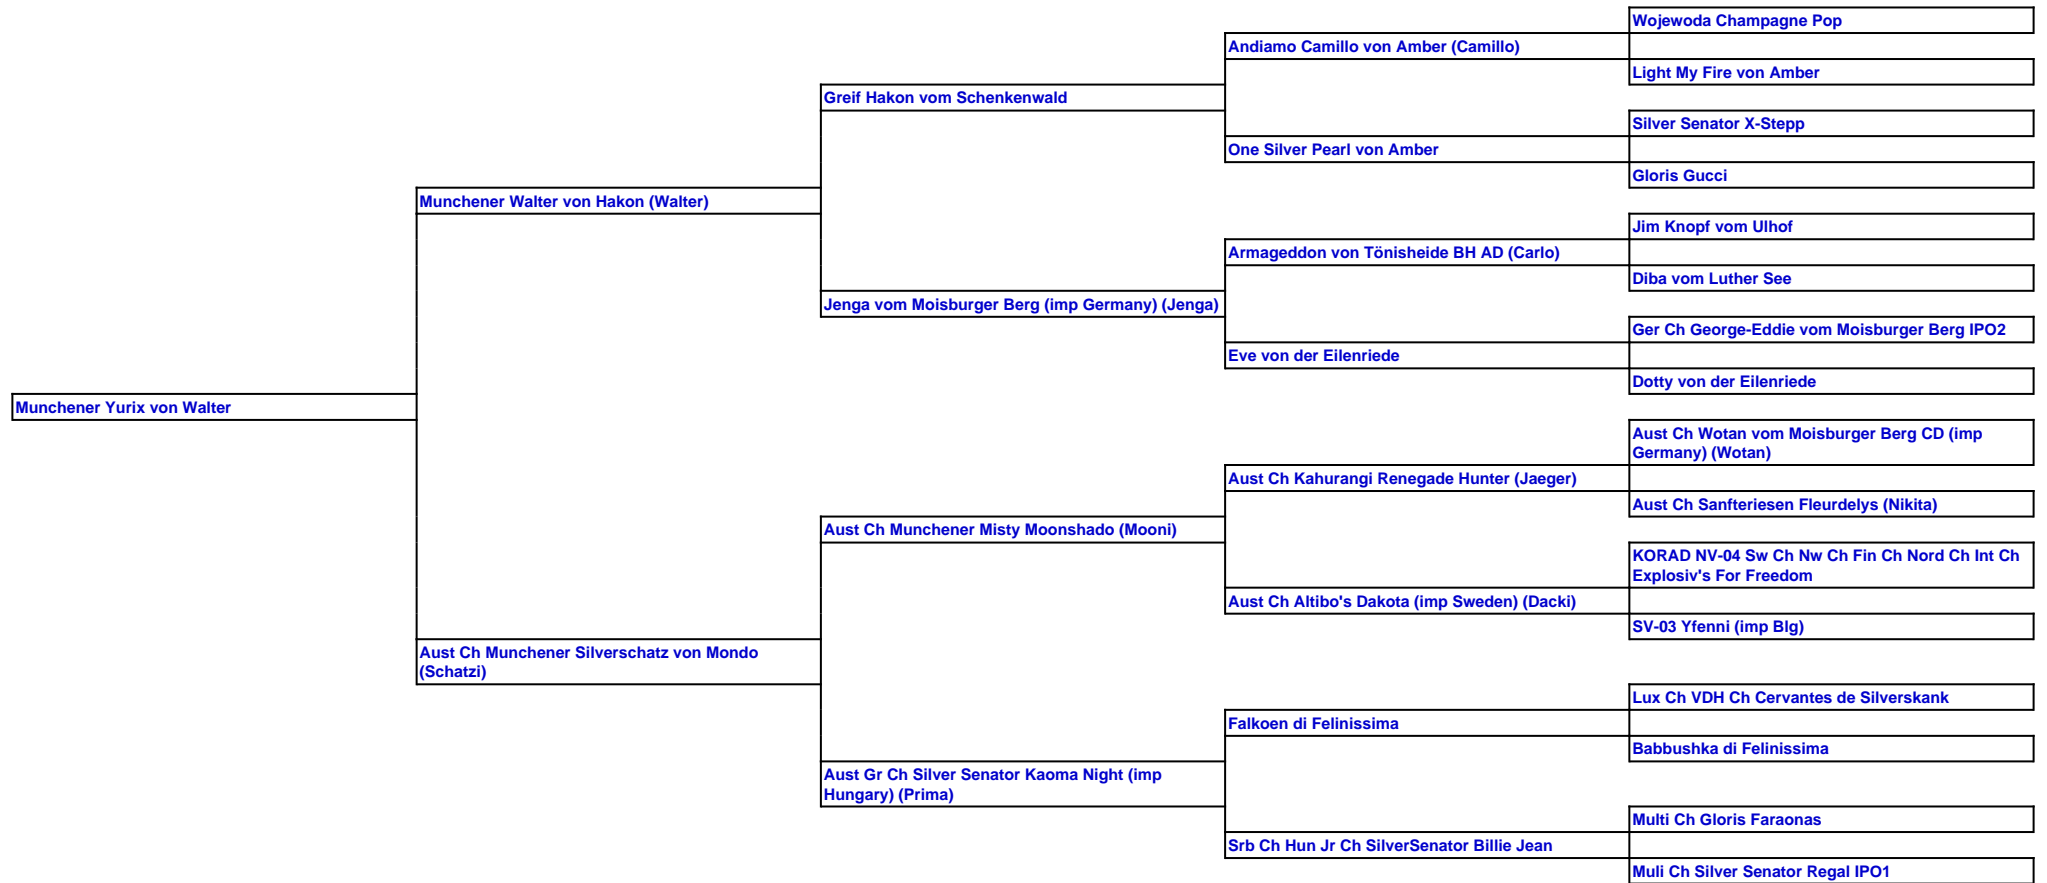 Wojewoda Champagne Pop
Andiamo Camillo von Amber (Camillo)
Light My Fire von Amber
Greif Hakon vom Schenkenwald
Silver Senator X-Stepp
One Silver Pearl von Amber
Gloris Gucci
Munchener Walter von Hakon (Walter)
Jim Knopf vom Ulhof
Armageddon von Tönisheide BH AD (Carlo)
Diba vom Luther See
Jenga vom Moisburger Berg (imp Germany) (Jenga)
Ger Ch George-Eddie vom Moisburger Berg IPO2
Eve von der Eilenriede
Dotty von der Eilenriede
Munchener Yurix von Walter
Aust Ch Wotan vom Moisburger Berg CD (imp
Germany) (Wotan)
Aust Ch Kahurangi Renegade Hunter (Jaeger)
Aust Ch Sanfteriesen Fleurdelys (Nikita)
Aust Ch Munchener Misty Moonshado (Mooni)
KORAD NV-04 Sw Ch Nw Ch Fin Ch Nord Ch Int Ch
Explosiv's For Freedom
Aust Ch Altibo's Dakota (imp Sweden) (Dacki)
SV-03 Yfenni (imp Blg)
Aust Ch Munchener Silverschatz von Mondo
(Schatzi)
Lux Ch VDH Ch Cervantes de Silverskank
Falkoen di Felinissima
Babbushka di Felinissima
Aust Gr Ch Silver Senator Kaoma Night (imp
Hungary) (Prima)
Multi Ch Gloris Faraonas
Srb Ch Hun Jr Ch SilverSenator Billie Jean
Muli Ch Silver Senator Regal IPO1